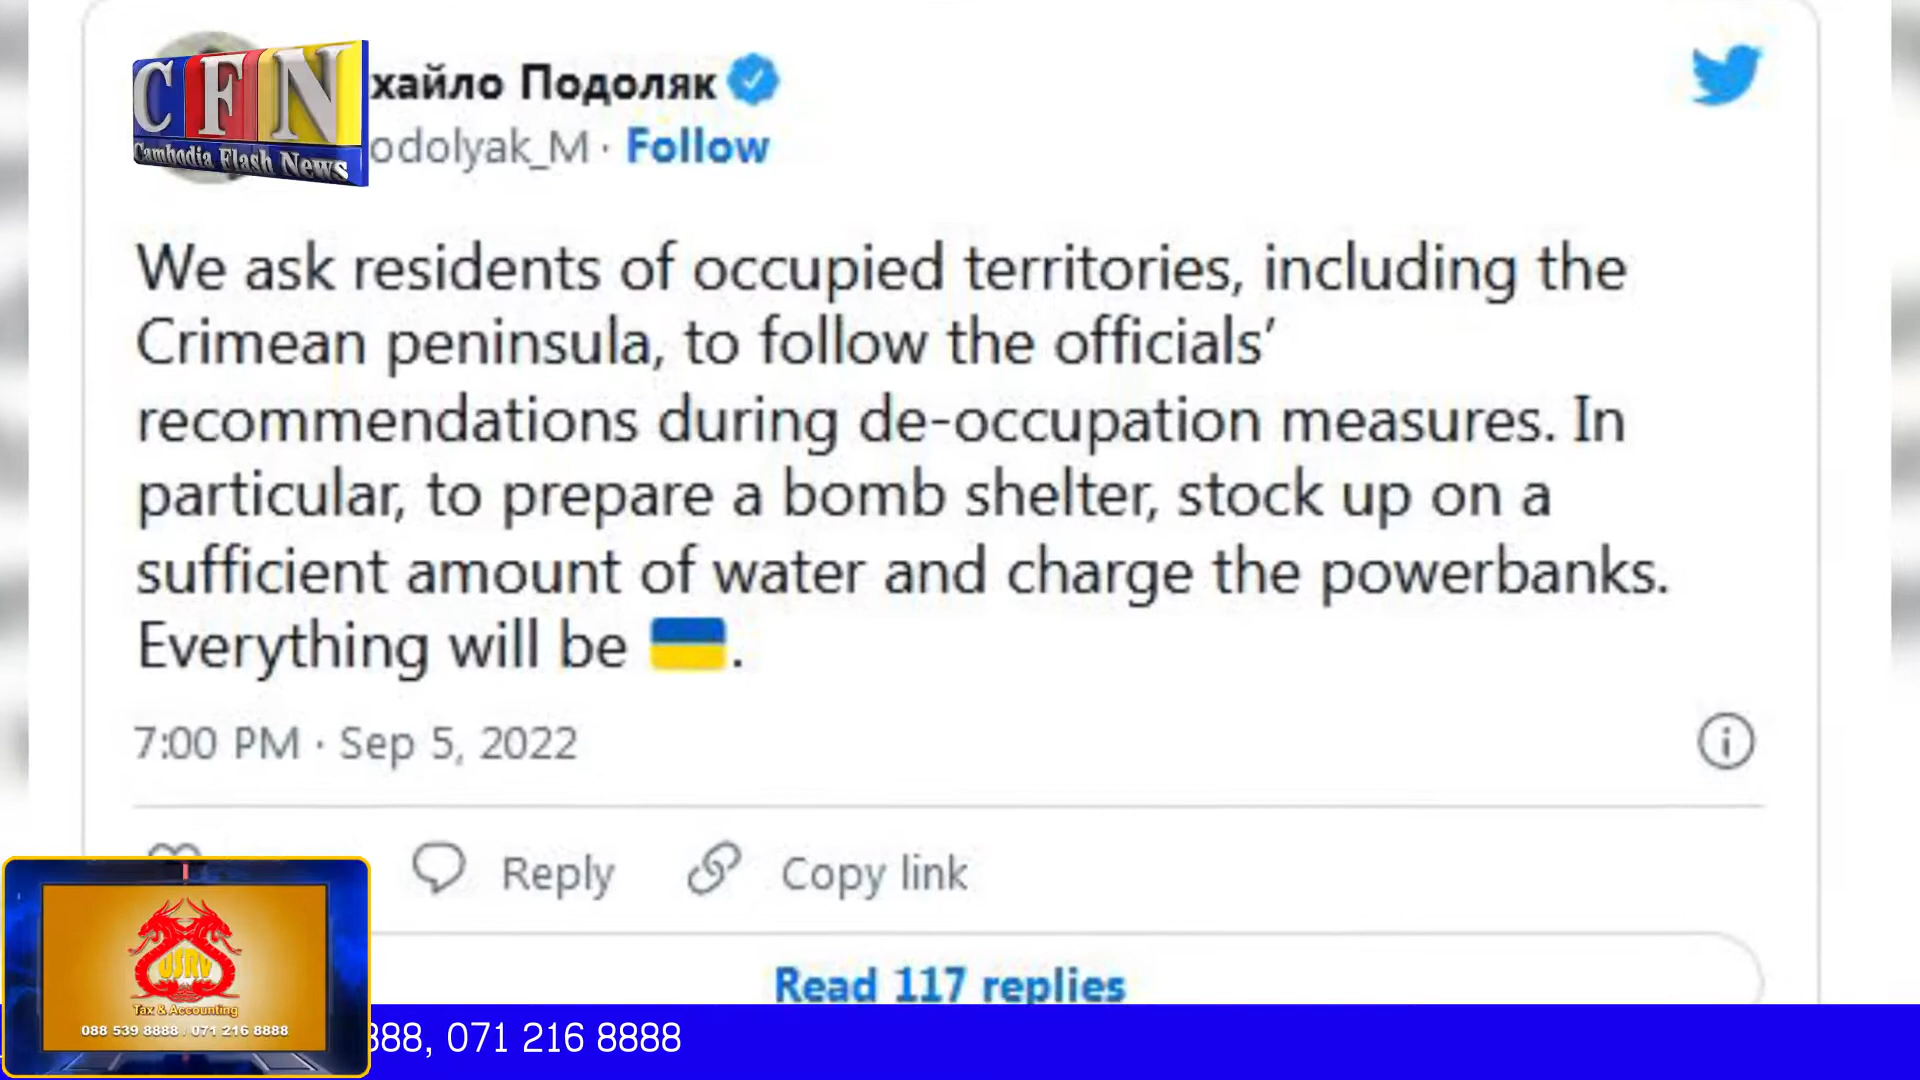 CFN
Cambodia Flash News
хайло Подоляк
odolyak_M · Follow
We ask residents of occupied territories, including the
Crimean peninsula, to follow the officials’
recommendations during de-occupation measures. In
particular, to prepare a bomb shelter, stock up on a
sufficient amount of water and charge the powerbanks.
Everything will be 🇺🇦.
7:00 PM · Sep 5, 2022
Reply
Copy link
Read 117 replies
USRV
Tax & Accounting
088 539 8888 . 071 216 8888
888, 071 216 8888